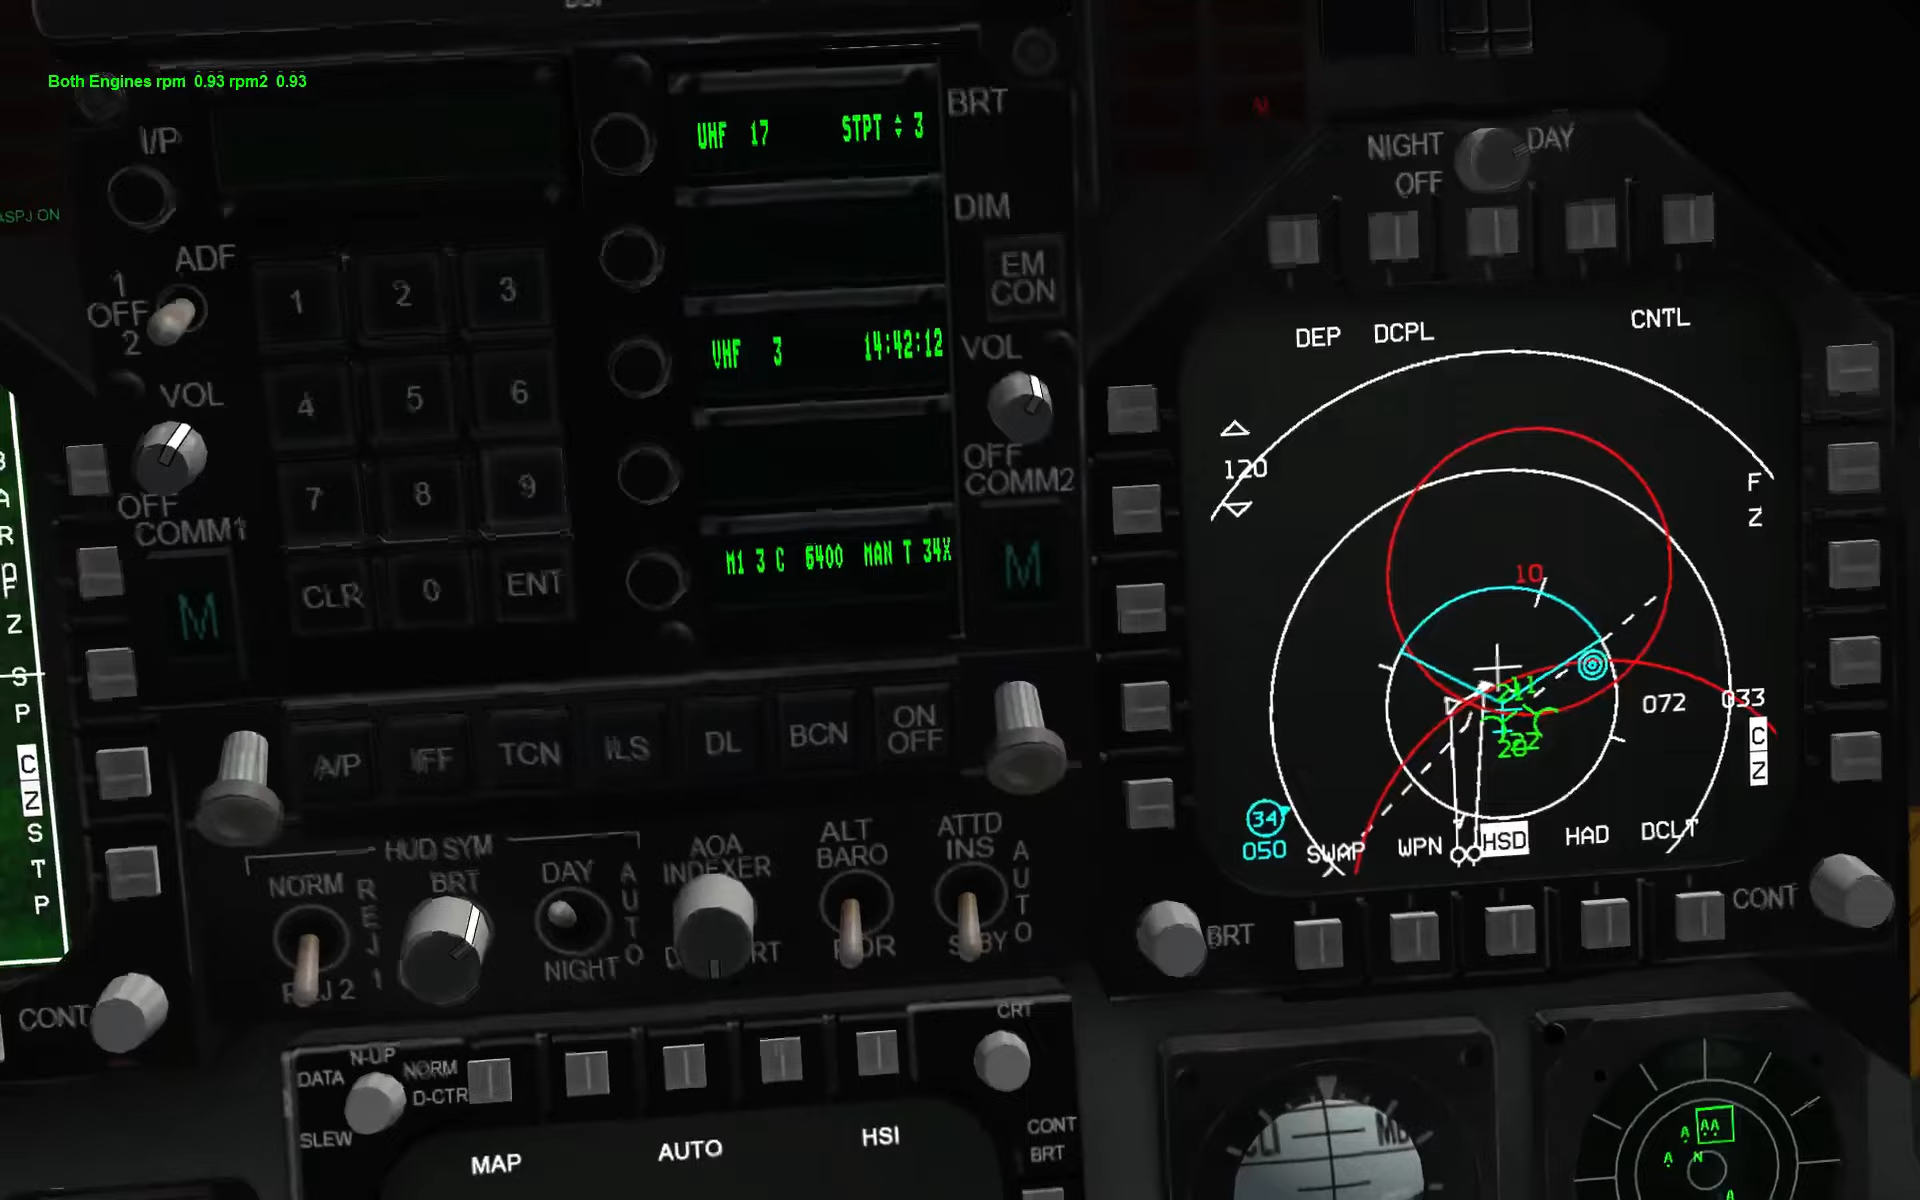 Both Engines rpm  0.93 rpm2  0.93
ASPJ ON
I/P
ADF
1
OFF
2
VOL
OFF
COMM1
M
1 2 3
4 5 6
7 8 9
CLR 0 ENT
UHF 17 STPT 3
UHF 3 14:42:12
M1 3 C 6400 MAN T 34X
BRT
DIM
EM
CON
VOL
OFF
COMM2
M
A/P IFF TCN ILS DL BCN ON
OFF
HUD SYM
NORM
REJ 1
REJ 2
BRT
DAY
AUTO
NIGHT
AOA
INDEXER
ALT
BARO
RDR
ATTD
INS
AUTO
CONT
N-UP
DATA
NORM
D-CTR
SLEW
CRT
CONT
BRT
MAP AUTO HSI
NIGHT
DAY
OFF
DEP DCPL CNTL
120
F
Z
10
072
033
C
Z
34
050
SWAP WPN HSD HAD DCLT
BRT
CONT
S
P
C
Z
S
T
P
A
AA
A
N
A